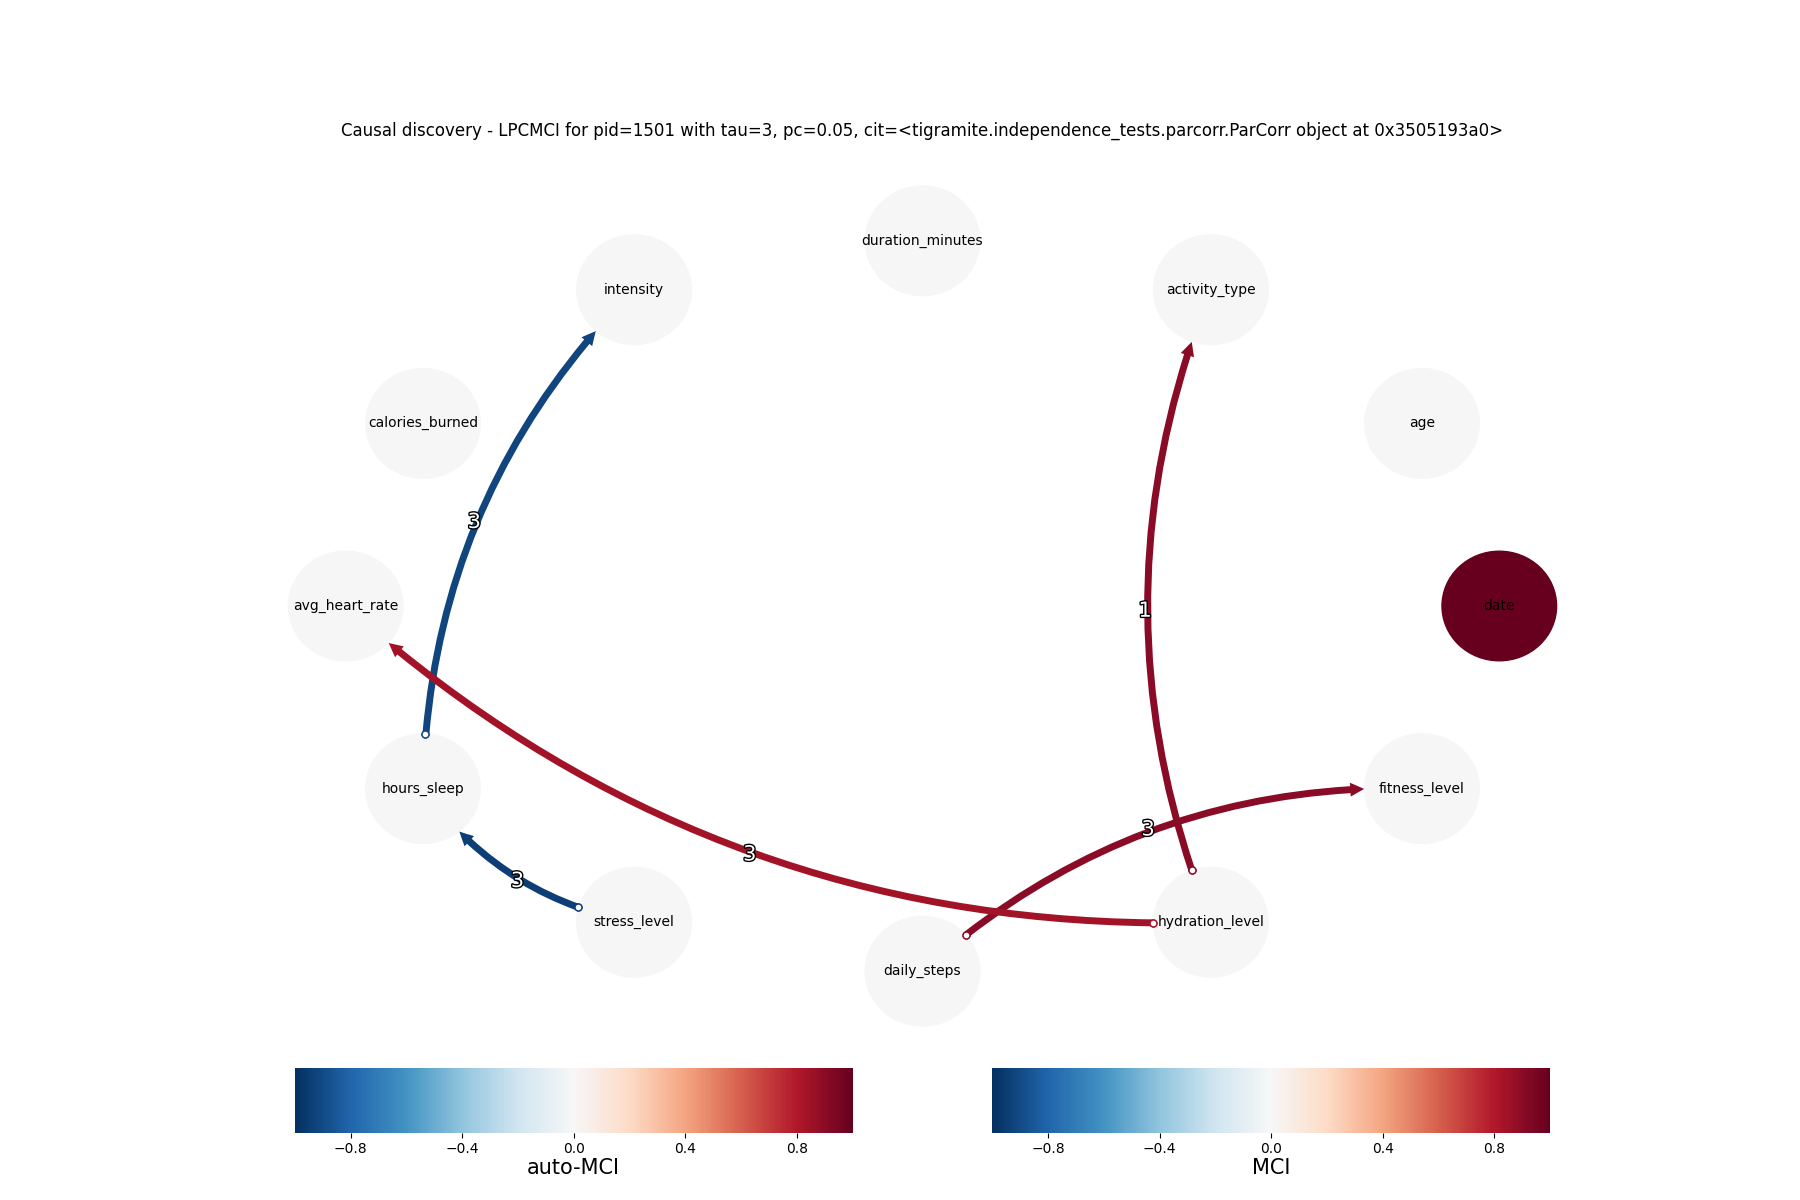 Causal discovery - LPCMCI for pid=1501 with tau=3, pc=0.05, cit=<tigramite.independence_tests.parcorr.ParCorr object at 0x3505193a0>
duration_minutes
intensity
activity_type
calories_burned
age
3
avg_heart_rate
1
date
hours_sleep
fitness_level
3
3
3
stress_level
hydration_level
daily_steps
−0.8 −0.4 0.0 0.4 0.8
auto-MCI
−0.8 −0.4 0.0 0.4 0.8
MCI